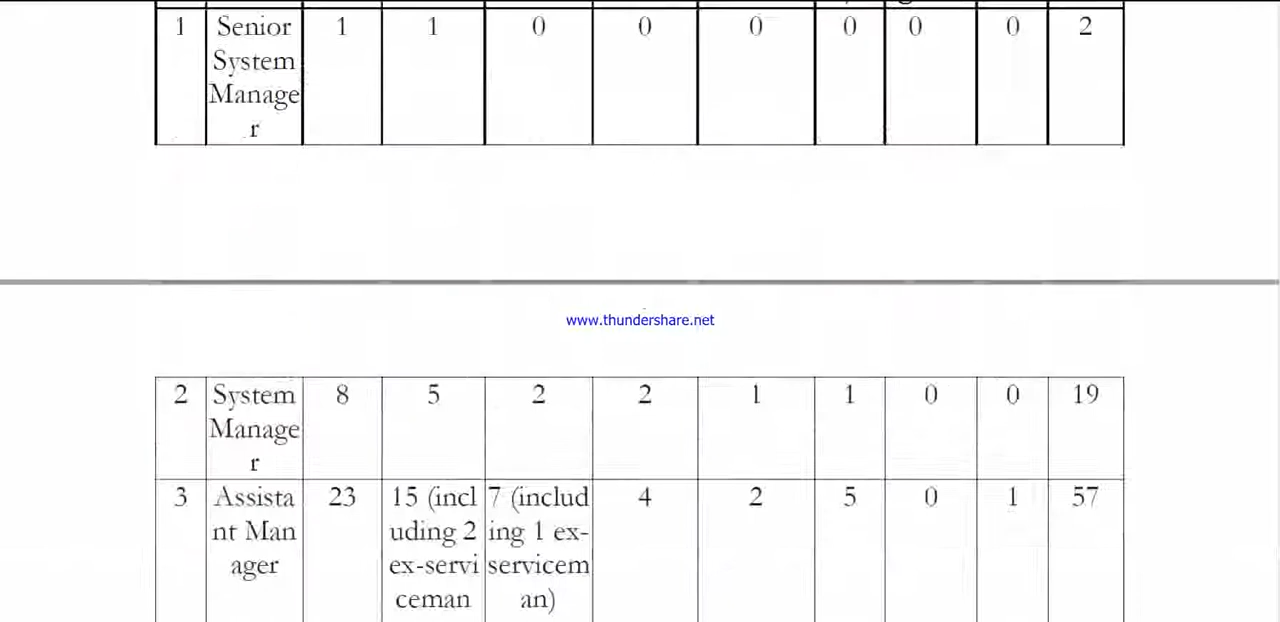 1 Senior 1 1 0 0 0 0 0 0 2
System
Manage
r
www.thundershare.net
2 System 8 5 2 2 1 1 0 0 19
Manage
r
3 Assista 23 15 (incl 7 (includ 4 2 5 0 1 57
nt Man uding 2 ing 1 ex-
ager ex-servi servicem
ceman an)